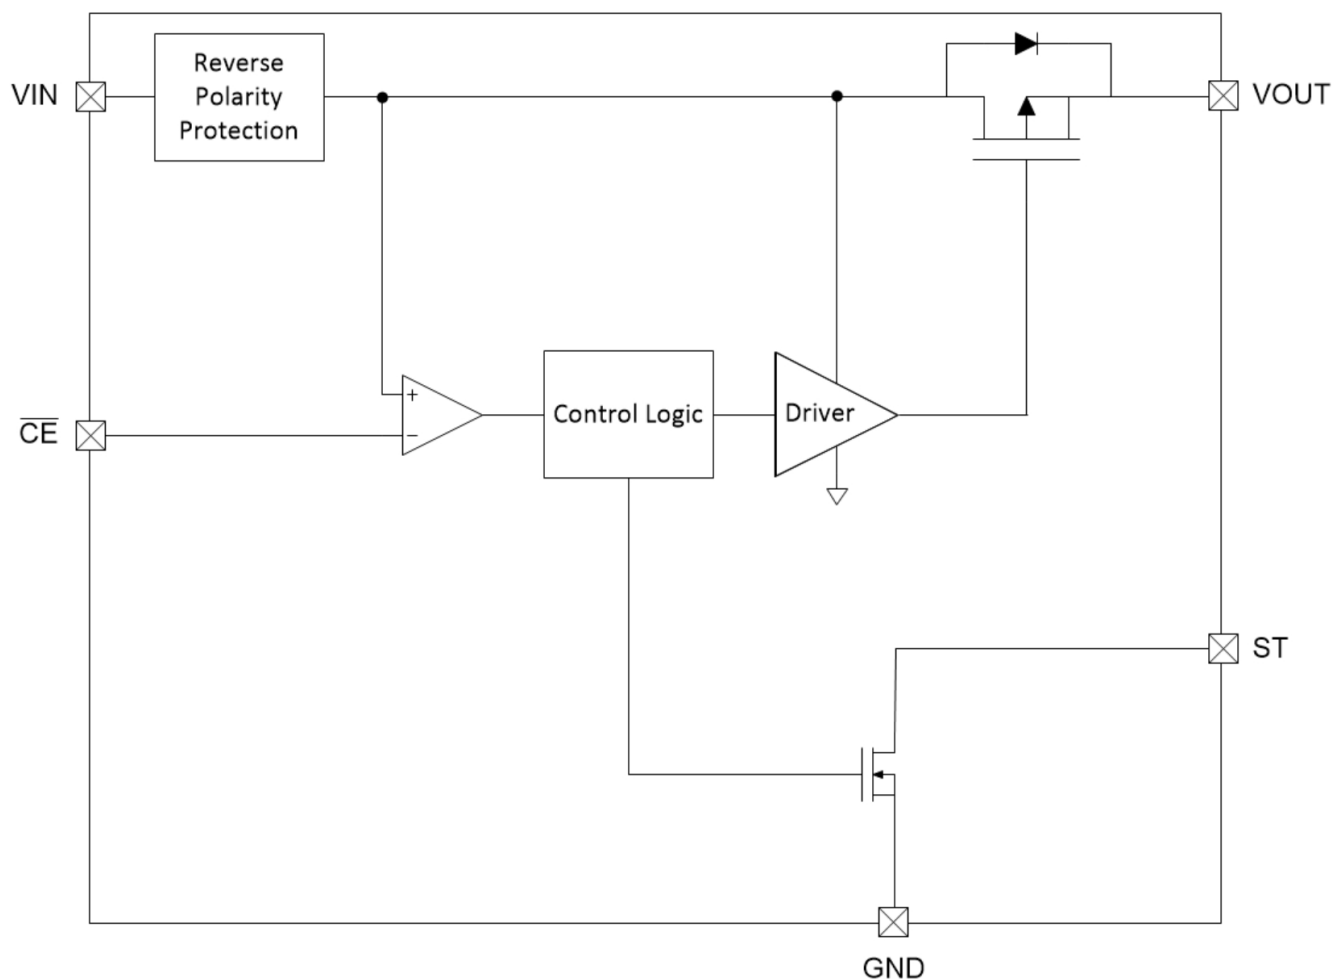 Reverse
Polarity
Protection
VIN
VOUT
+
−
CE
Control Logic
Driver
ST
GND